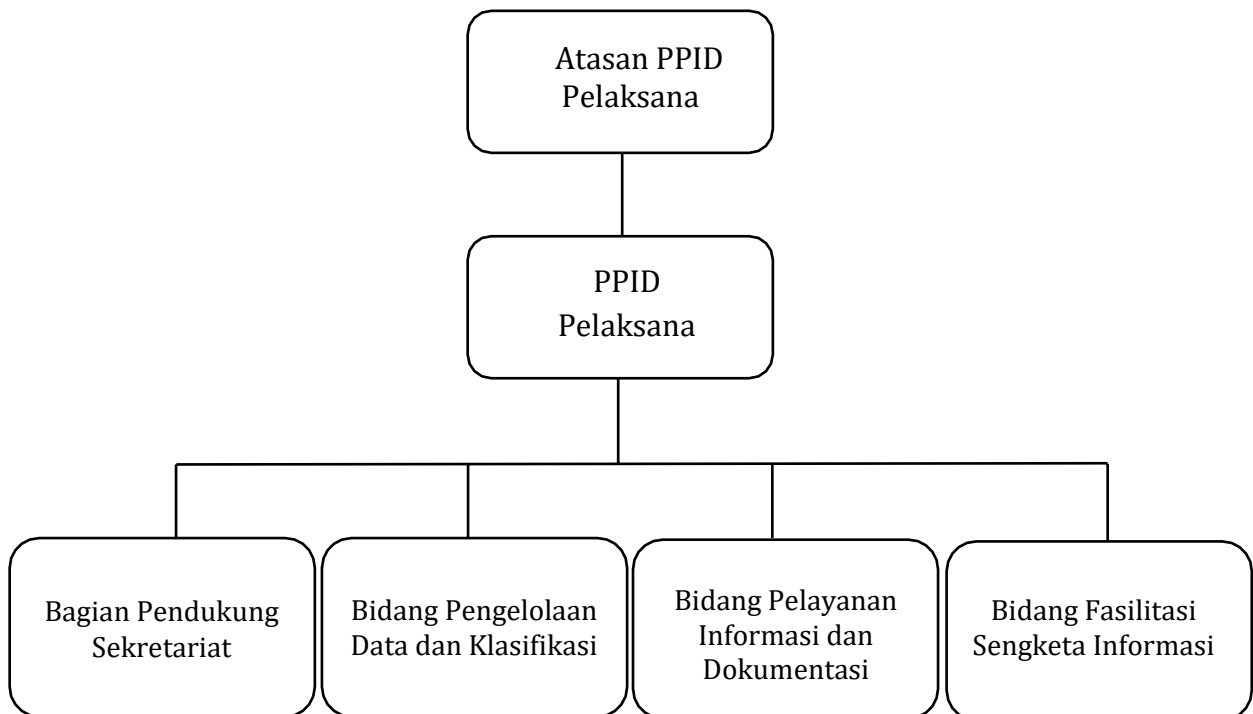 Atasan PPID
Pelaksana
PPID
Pelaksana
Bagian Pendukung
Sekretariat
Bidang Pengelolaan
Data dan Klasifikasi
Bidang Pelayanan
Informasi dan
Dokumentasi
Bidang Fasilitasi
Sengketa Informasi